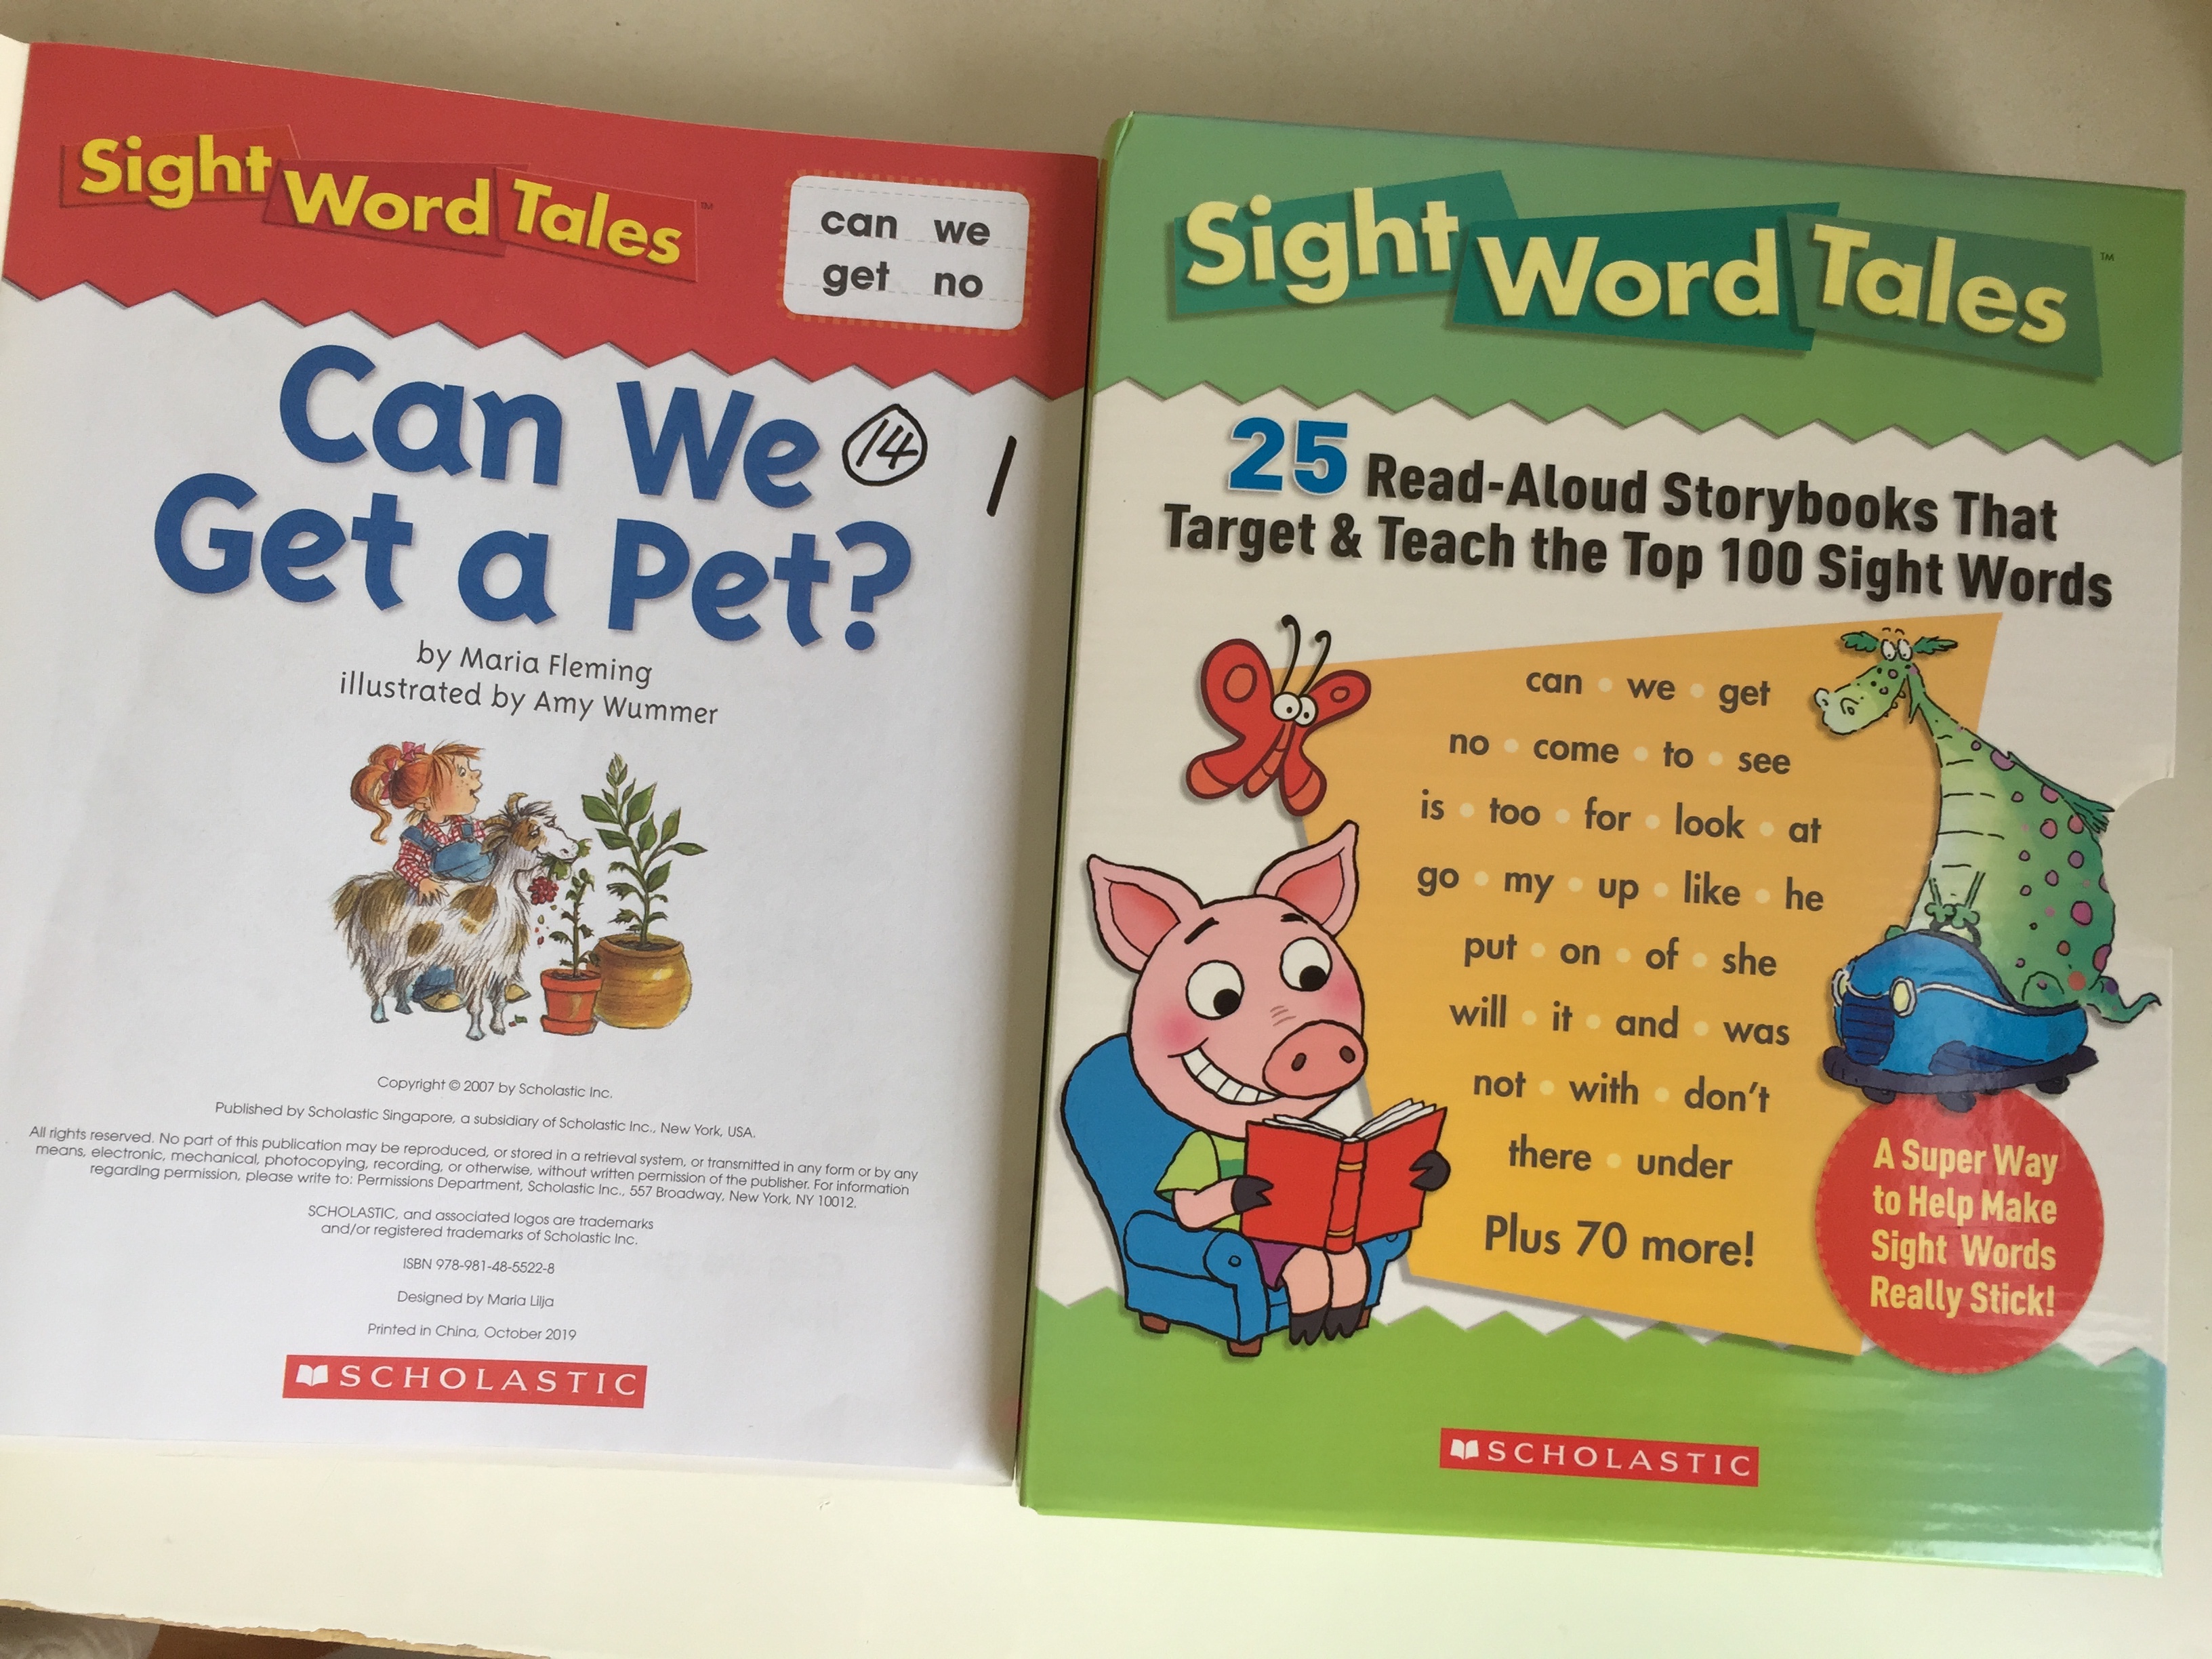 Sight Word Tales™
can we
get no
Can We
Get a Pet?
14
1
by Maria Fleming
illustrated by Amy Wummer
Copyright © 2007 by Scholastic Inc.
Published by Scholastic Singapore, a subsidiary of Scholastic Inc., New York, USA.
All rights reserved. No part of this publication may be reproduced, or stored in a retrieval system, or transmitted in any form or by any
means, electronic, mechanical, photocopying, recording, or otherwise, without written permission of the publisher. For information
regarding permission, please write to: Permissions Department, Scholastic Inc., 557 Broadway, New York, NY 10012.
SCHOLASTIC, and associated logos are trademarks
and/or registered trademarks of Scholastic Inc.
ISBN 978-981-48-5522-8
Designed by Maria Lilja
Printed in China, October 2019
SCHOLASTIC
Sight Word Tales™
25 Read-Aloud Storybooks That
Target & Teach the Top 100 Sight Words
can • we • get
no • come • to • see
is • too • for • look • at
go • my • up • like • he
put • on • of • she
will • it • and • was
not • with • don't
there • under
Plus 70 more!
A Super Way
to Help Make
Sight Words
Really Stick!
SCHOLASTIC